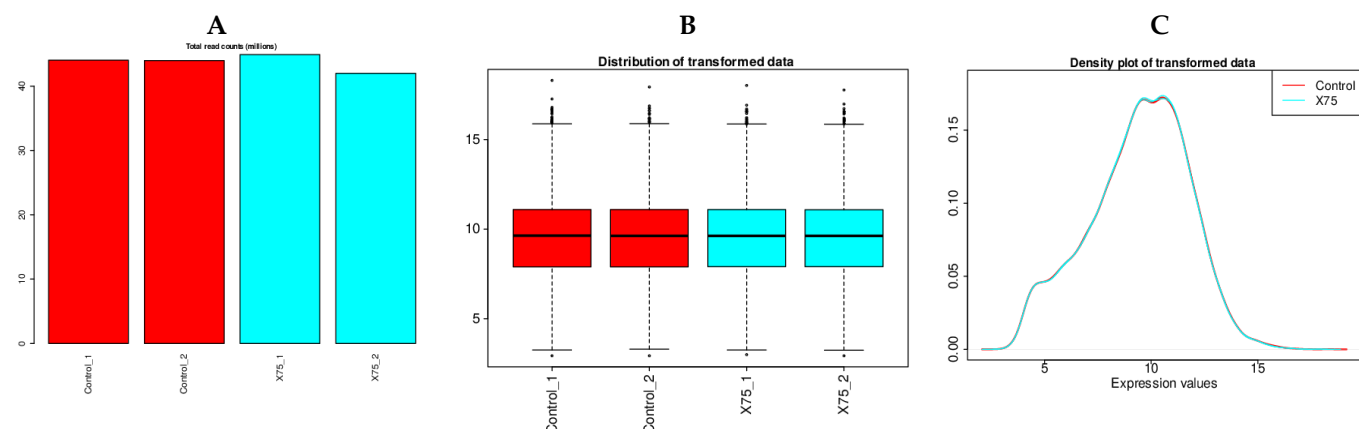 A
Total read counts (millions)
40
30
20
10
0
Control_1
Control_2
X75_1
X75_2
B
Distribution of transformed data
15
10
5
Control_1
Control_2
X75_1
X75_2
C
Density plot of transformed data
Control
X75
0.15
0.10
0.05
0.00
5
10
15
Expression values